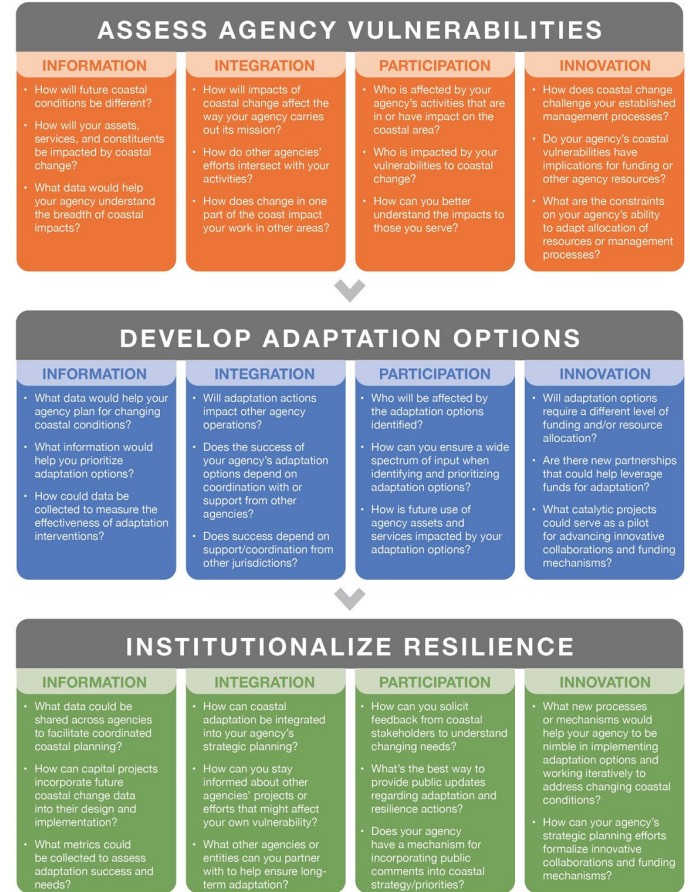 ASSESS AGENCY VULNERABILITIES
INFORMATION
• How will future coastal
conditions be different?
• How will your assets,
services, and constituents
be impacted by coastal
change?
• What data would help
your agency understand
the breadth of coastal
impacts?
INTEGRATION
• How will impacts of
coastal change affect the
way your agency carries
out its mission?
• How do other agencies'
efforts intersect with your
activities?
• How does change in one
part of the coast impact
your work in other areas?
PARTICIPATION
• Who is affected by your
agency's activities that are
in or have impact on the
coastal area?
• Who is impacted by your
vulnerabilities to coastal
change?
• How can you better
understand the impacts to
those you serve?
INNOVATION
• How does coastal change
challenge your established
management processes?
• Do your agency's coastal
vulnerabilities have
implications for funding or
other agency resources?
• What are the constraints
on your agency's ability
to adapt allocation of
resources or management
processes?
DEVELOP ADAPTATION OPTIONS
INFORMATION
• What data would help your
agency plan for changing
coastal conditions?
• What information would
help you prioritize
adaptation options?
• How could data be
collected to measure the
effectiveness of adaptation
interventions?
INTEGRATION
• Will adaptation actions
impact other agency
operations?
• Does the success of
your agency's adaptation
options depend on
coordination with or
support from other
agencies?
• Does success depend on
support/coordination from
other jurisdictions?
PARTICIPATION
• Who will be affected by
the adaptation options
identified?
• How can you ensure a wide
spectrum of input when
identifying and prioritizing
adaptation options?
• How is future use of
agency assets and
services impacted by your
adaptation options?
INNOVATION
• Will adaptation options
require a different level of
funding and/or resource
allocation?
• Are there new partnerships
that could help leverage
funds for adaptation?
• What catalytic projects
could serve as a pilot
for advancing innovative
collaborations and funding
mechanisms?
INSTITUTIONALIZE RESILIENCE
INFORMATION
• What data could be
shared across agencies
to facilitate coordinated
coastal planning?
• How can capital projects
incorporate future
coastal change data
into their design and
implementation?
• What metrics could
be collected to assess
adaptation success and
needs?
INTEGRATION
• How can coastal
adaptation be integrated
into your agency's
strategic planning?
• How can you stay
informed about other
agencies' projects or
efforts that might affect
your own vulnerability?
• What other agencies or
entities can you partner
with to help ensure long-
term adaptation?
PARTICIPATION
• How can you solicit
feedback from coastal
stakeholders to understand
changing needs?
• What's the best way to
provide public updates
regarding adaptation and
resilience actions?
• Does your agency
have a mechanism for
incorporating public
comments into coastal
strategy/priorities?
INNOVATION
• What new processes
or mechanisms would
help your agency to be
nimble in implementing
adaptation options and
working iteratively to
address changing coastal
conditions?
• How can your agency's
strategic planning efforts
formalize innovative
collaborations and funding
mechanisms?